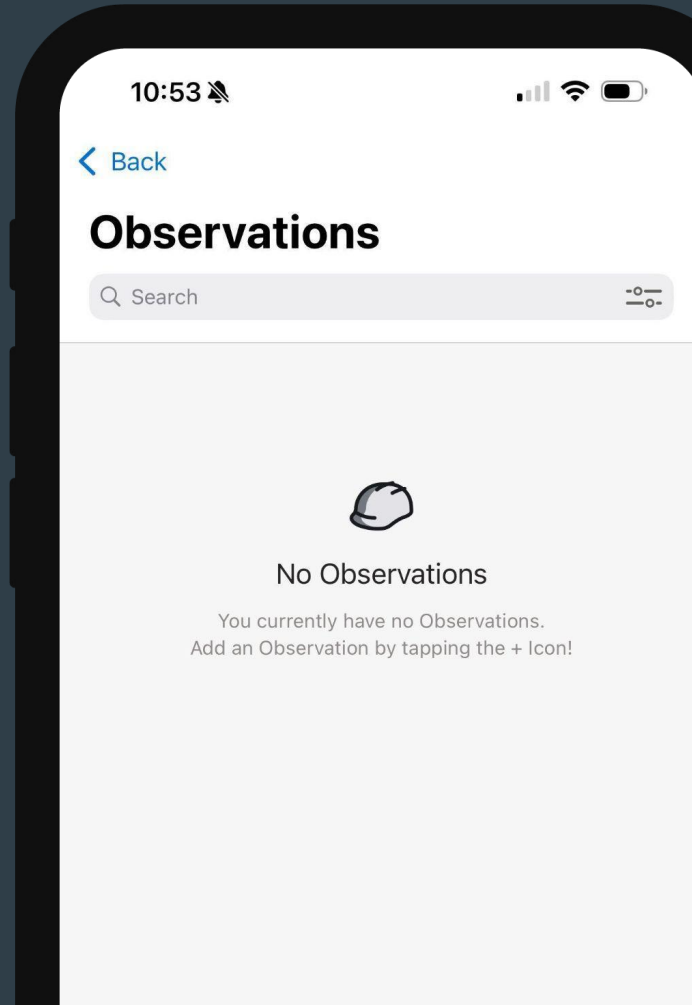 10:53
Back
Observations
Search
No Observations
You currently have no Observations.
Add an Observation by tapping the + Icon!